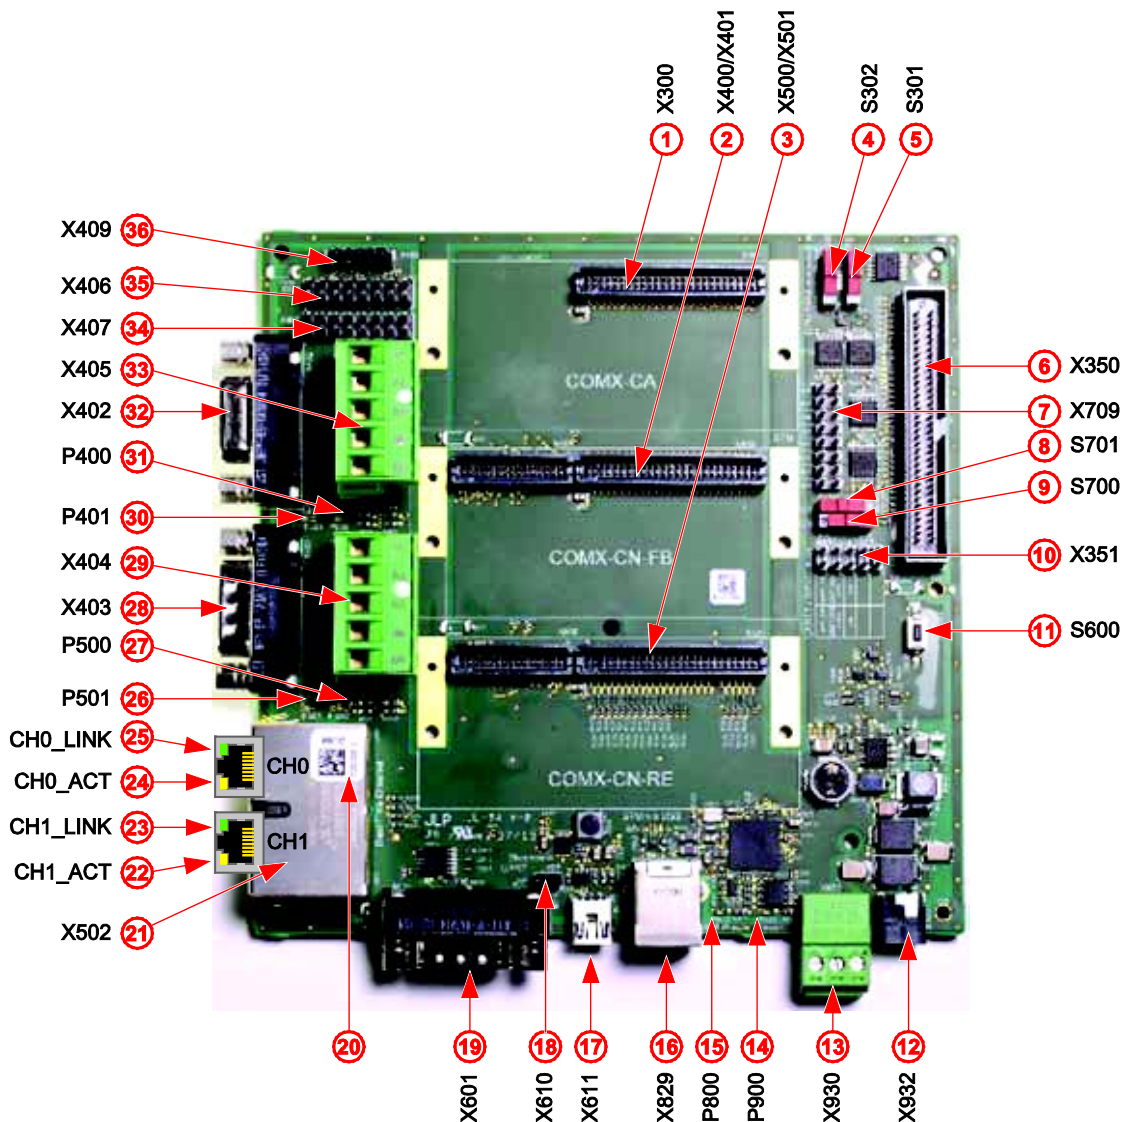 X300
X400/X401
X500/X501
S302
S301
1
2
3
4
5
X409 36
X406 35
X407 34
X405 33
X402 32
P400 31
P401 30
X404 29
X403 28
P500 27
P501 26
CH0_LINK 25
CH0_ACT 24
CH1_LINK 23
CH1_ACT 22
X502 21
CH0
CH1
COMX-CA
COMX-CN-FB
COMX-CN-RE
6 X350
7 X709
8 S701
9 S700
10 X351
11 S600
20
19
18
17
16
15
14
13
12
X601
X610
X611
X829
P800
P900
X930
X932